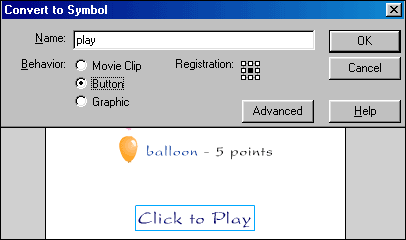 Convert to Symbol
Name: play OK
Behavior: Movie Clip Registration: Cancel
Button
Graphic Advanced Help
balloon - 5 points
Click to Play